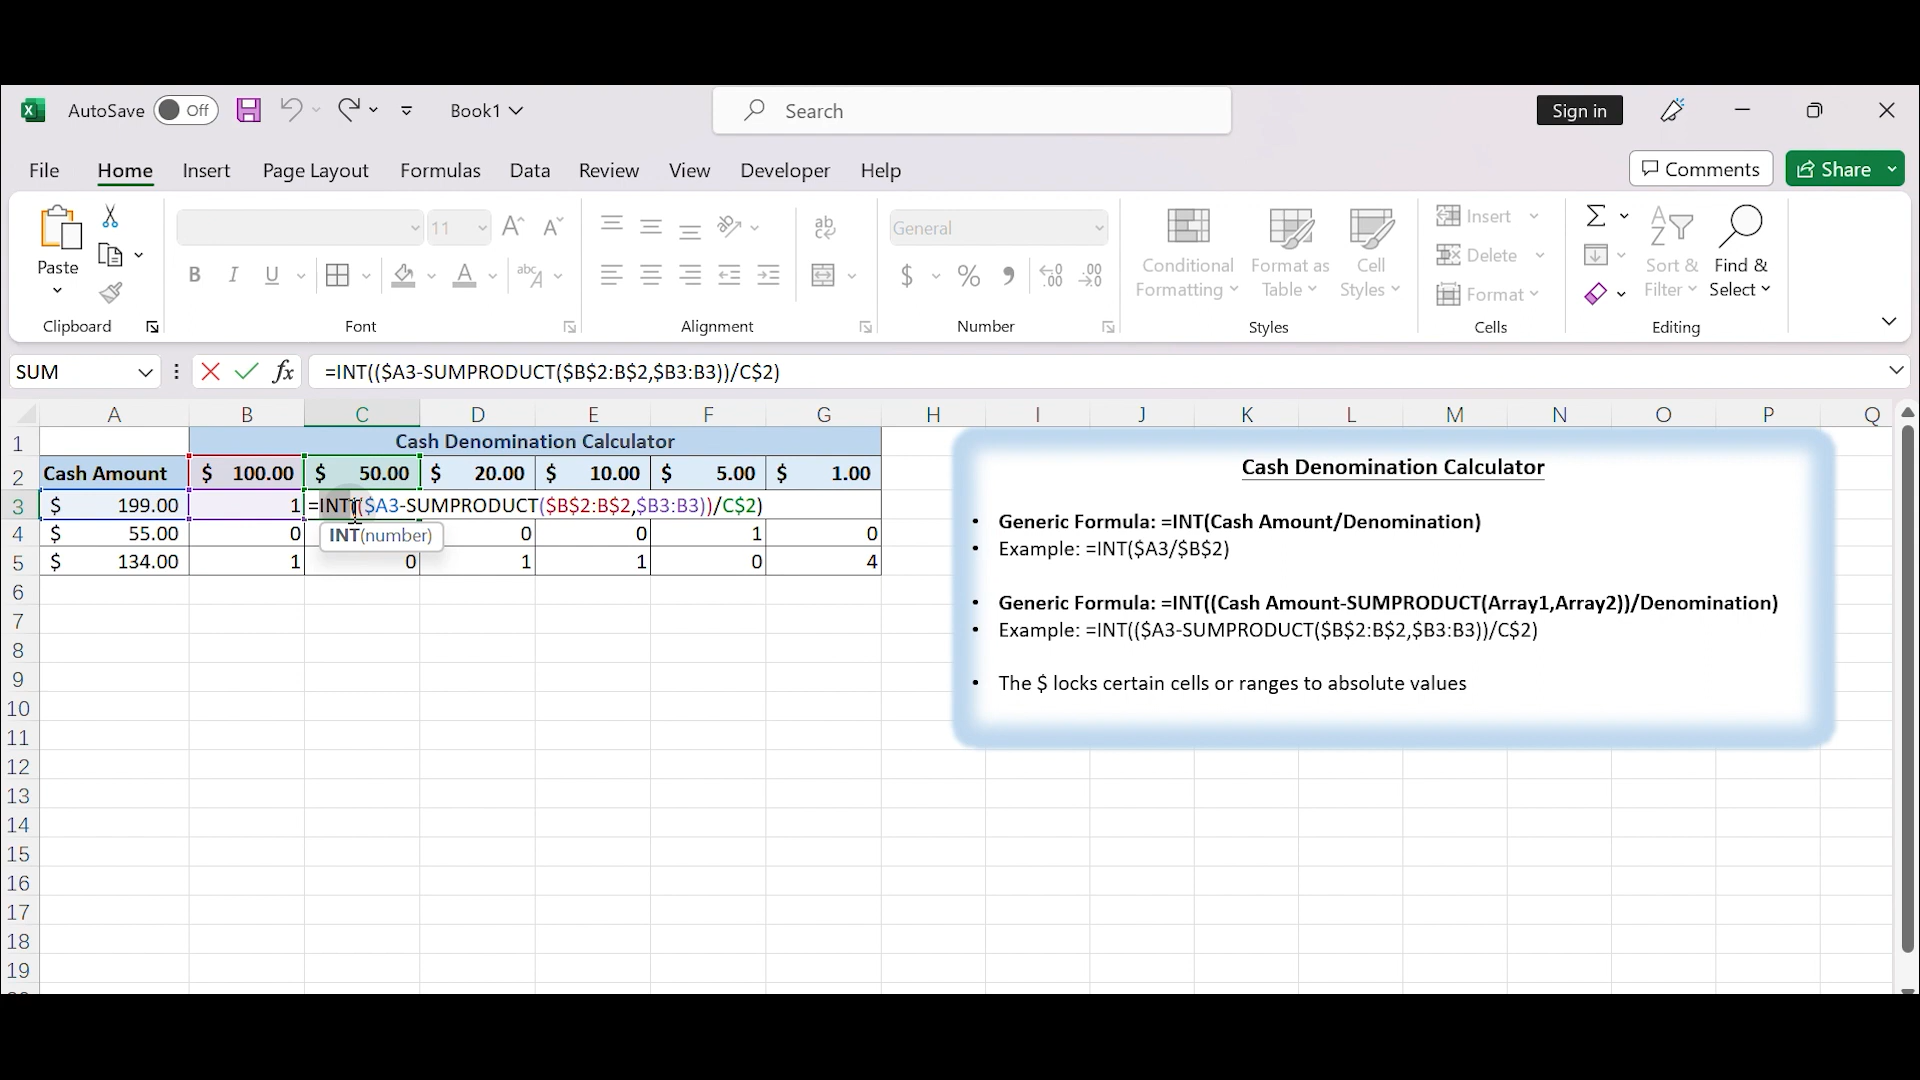 AutoSave Off Book1 Search Sign in
File Home Insert Page Layout Formulas Data Review View Developer Help Comments Share
Paste 11 General Conditional Formatting Format as Table Cell Styles Insert Delete Format Sort & Filter Find & Select
Clipboard Font Alignment Number Styles Cells Editing
SUM fx =INT(($A3-SUMPRODUCT($B$2:B$2,$B3:B3))/C$2)
A B C D E F G H I J K L M N O P Q
1 Cash Denomination Calculator
2 Cash Amount $ 100.00 $ 50.00 $ 20.00 $ 10.00 $ 5.00 $ 1.00
3 $ 199.00 1 =INT(($A3-SUMPRODUCT($B$2:B$2,$B3:B3))/C$2)
INT(number)
4 $ 55.00 0 0 0 1 0
5 $ 134.00 1 0 1 1 0 4
6
7
8
9
10
11
12
13
14
15
16
17
18
19
Cash Denomination Calculator
• Generic Formula: =INT(Cash Amount/Denomination)
• Example: =INT($A3/$B$2)
• Generic Formula: =INT((Cash Amount-SUMPRODUCT(Array1,Array2))/Denomination)
• Example: =INT(($A3-SUMPRODUCT($B$2:B$2,$B3:B3))/C$2)
• The $ locks certain cells or ranges to absolute values